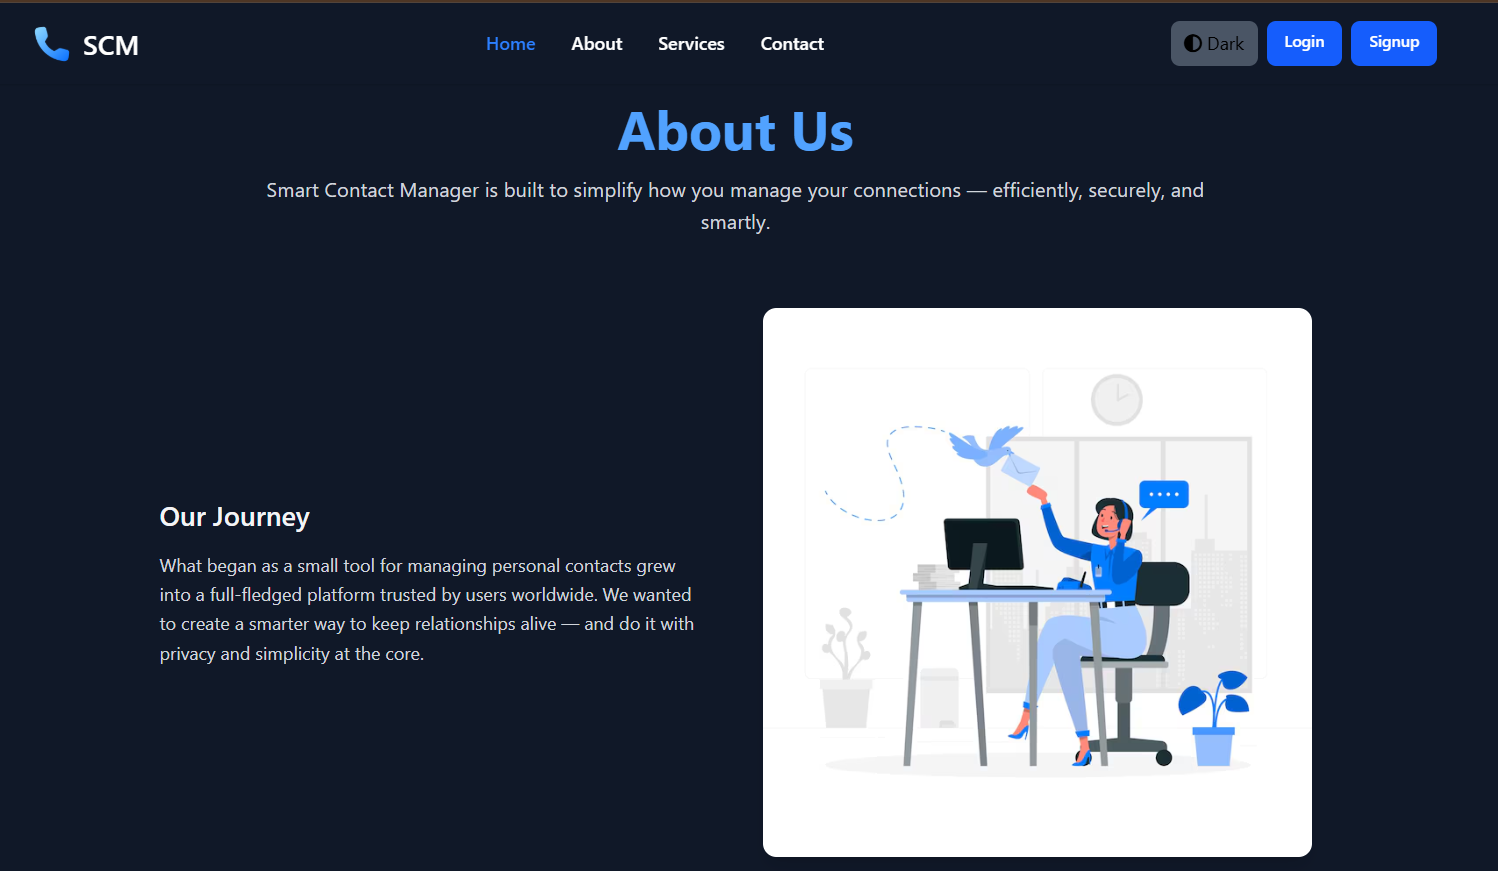 SCM
Home About Services Contact
Dark Login Signup
About Us
Smart Contact Manager is built to simplify how you manage your connections — efficiently, securely, and
smartly.
Our Journey
What began as a small tool for managing personal contacts grew
into a full-fledged platform trusted by users worldwide. We wanted
to create a smarter way to keep relationships alive — and do it with
privacy and simplicity at the core.